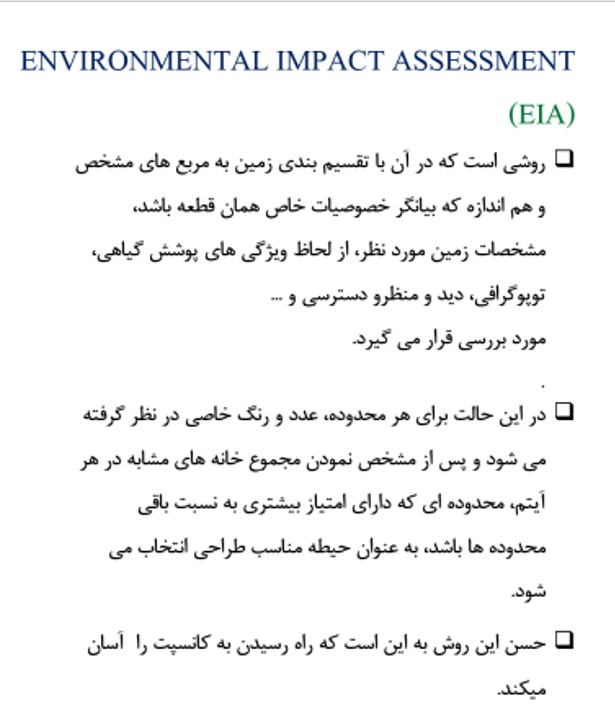 ENVIRONMENTAL IMPACT ASSESSMENT
(EIA)
❑ روشی است که در آن با تقسیم بندی زمین به مربع های مشخص
و هم اندازه که بیانگر خصوصیات خاص همان قطعه باشد،
مشخصات زمین مورد نظر، از لحاظ ویژگی های پوشش گیاهی،
توپوگرافی، دید و منظرو دسترسی و ...
مورد بررسی قرار می گیرد.
.
❑ در این حالت برای هر محدوده، عدد و رنگ خاصی در نظر گرفته
می شود و پس از مشخص نمودن مجموع خانه های مشابه در هر
آیتم، محدوده ای که دارای امتیاز بیشتری به نسبت باقی
محدوده ها باشد، به عنوان حیطه مناسب طراحی انتخاب می
شود.
❑ حسن این روش به این است که راه رسیدن به کانسپت را آسان
میکند.